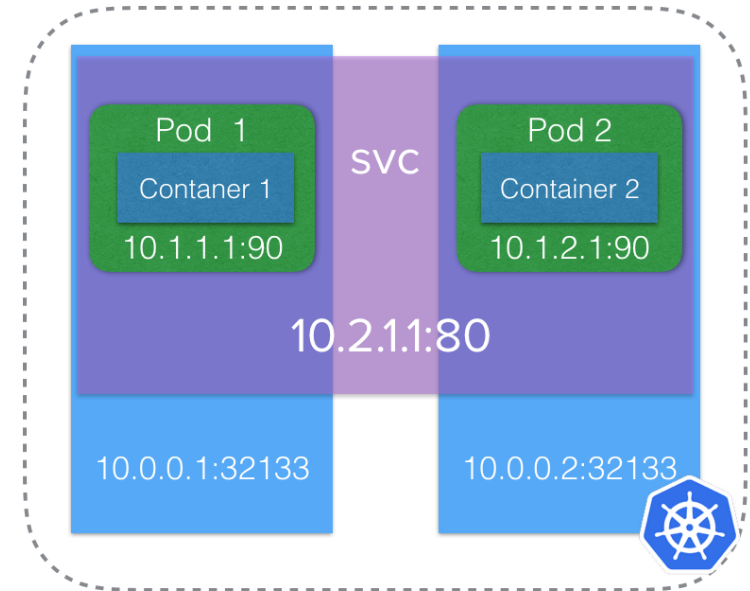 Pod 1
Contaner 1
10.1.1.1:90
svc
Pod 2
Container 2
10.1.2.1:90
10.2.1.1:80
10.0.0.1:32133
10.0.0.2:32133